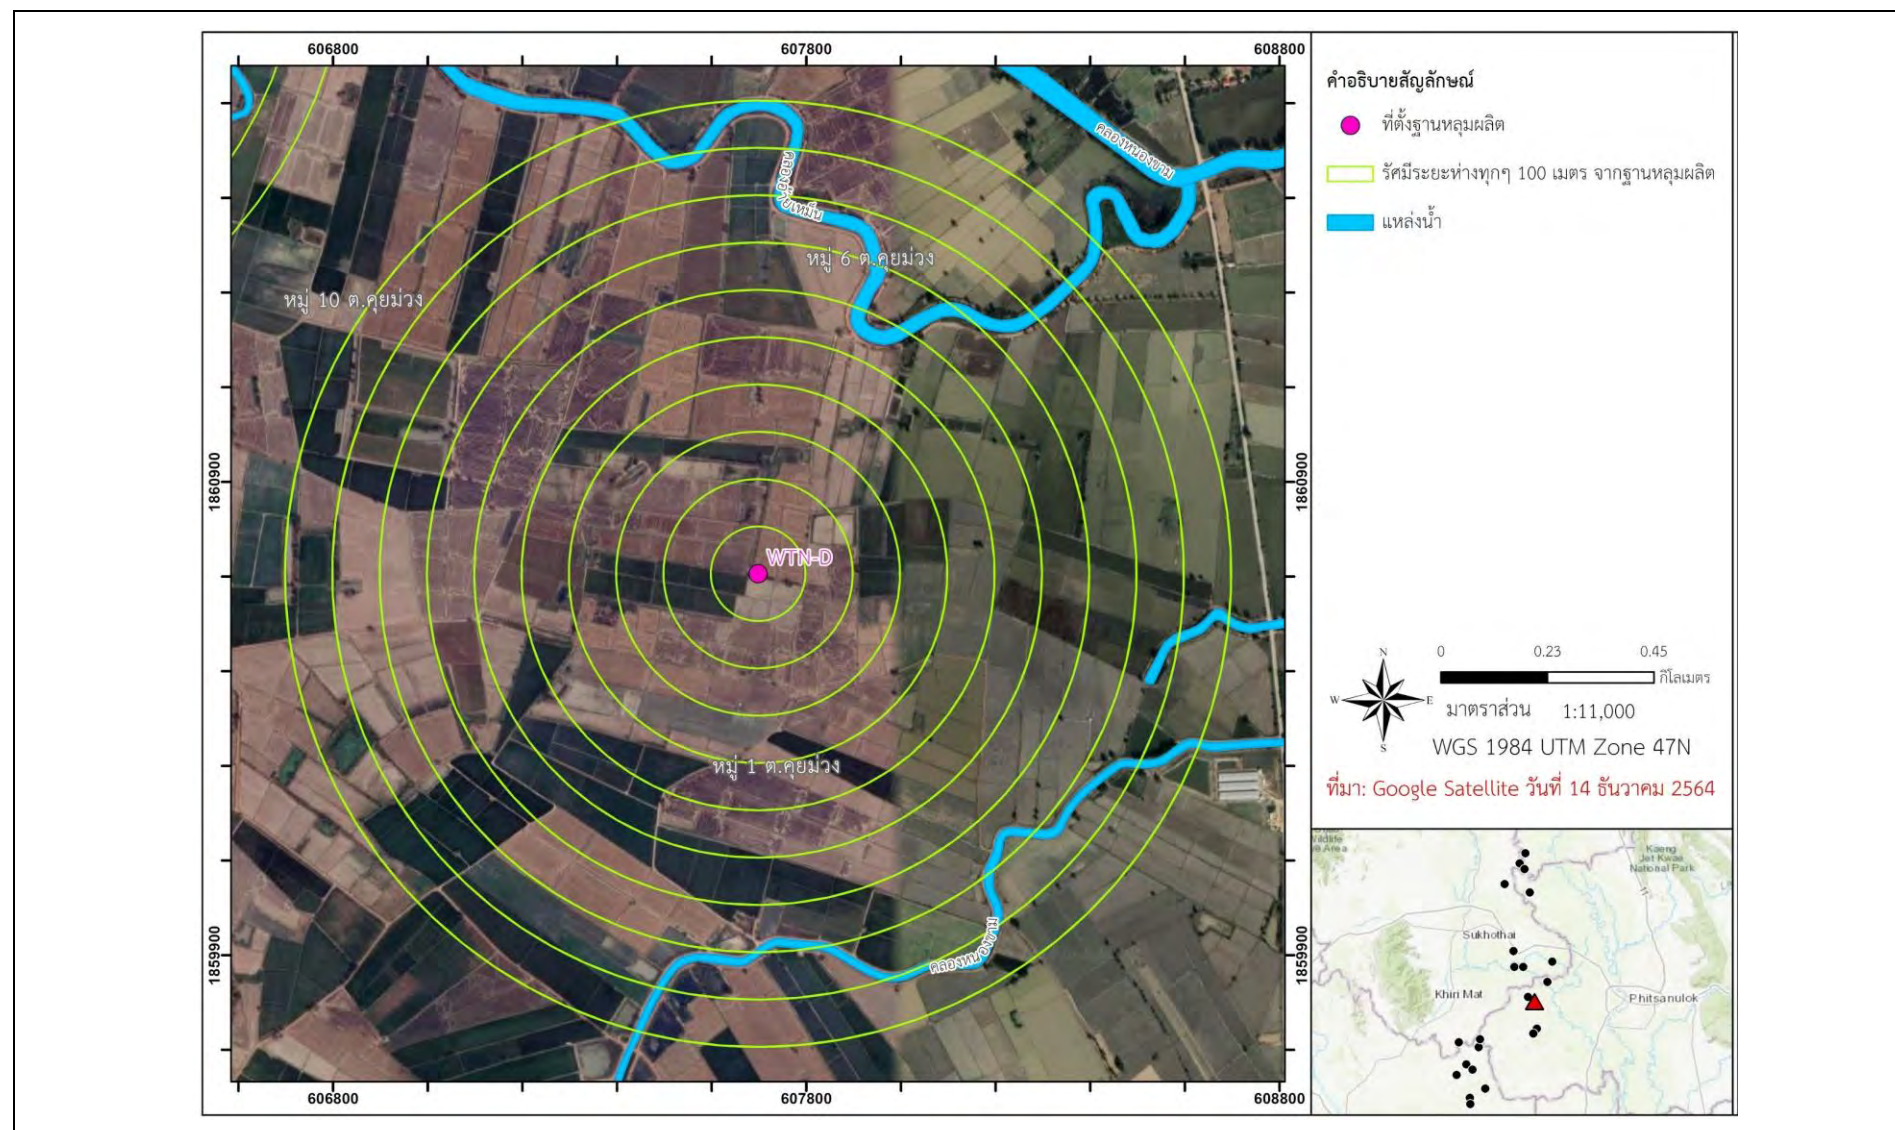 606800
607800
608800
คำอธิบายสัญลักษณ์
ที่ตั้งฐานหลุมผลิต
รัศมีระยะห่างทุกๆ 100 เมตร จากฐานหลุมผลิต
แหล่งน้ำ
คลองหนองขาม
หมู่ 6 ต.คุยม่วง
หมู่ 10 ต.คุยม่วง
1860900
1860900
WTN-D
หมู่ 1 ต.คุยม่วง
คลองหนองขาม
1859900
1859900
606800
607800
608800
N
W
E
S
0
0.23
0.45
กิโลเมตร
มาตราส่วน 1:11,000
WGS 1984 UTM Zone 47N
ที่มา: Google Satellite วันที่ 14 ธันวาคม 2564
Kaeng
Jet Kwae
National Park
11
Sukhothai
Khiri Mat
Phitsanulok